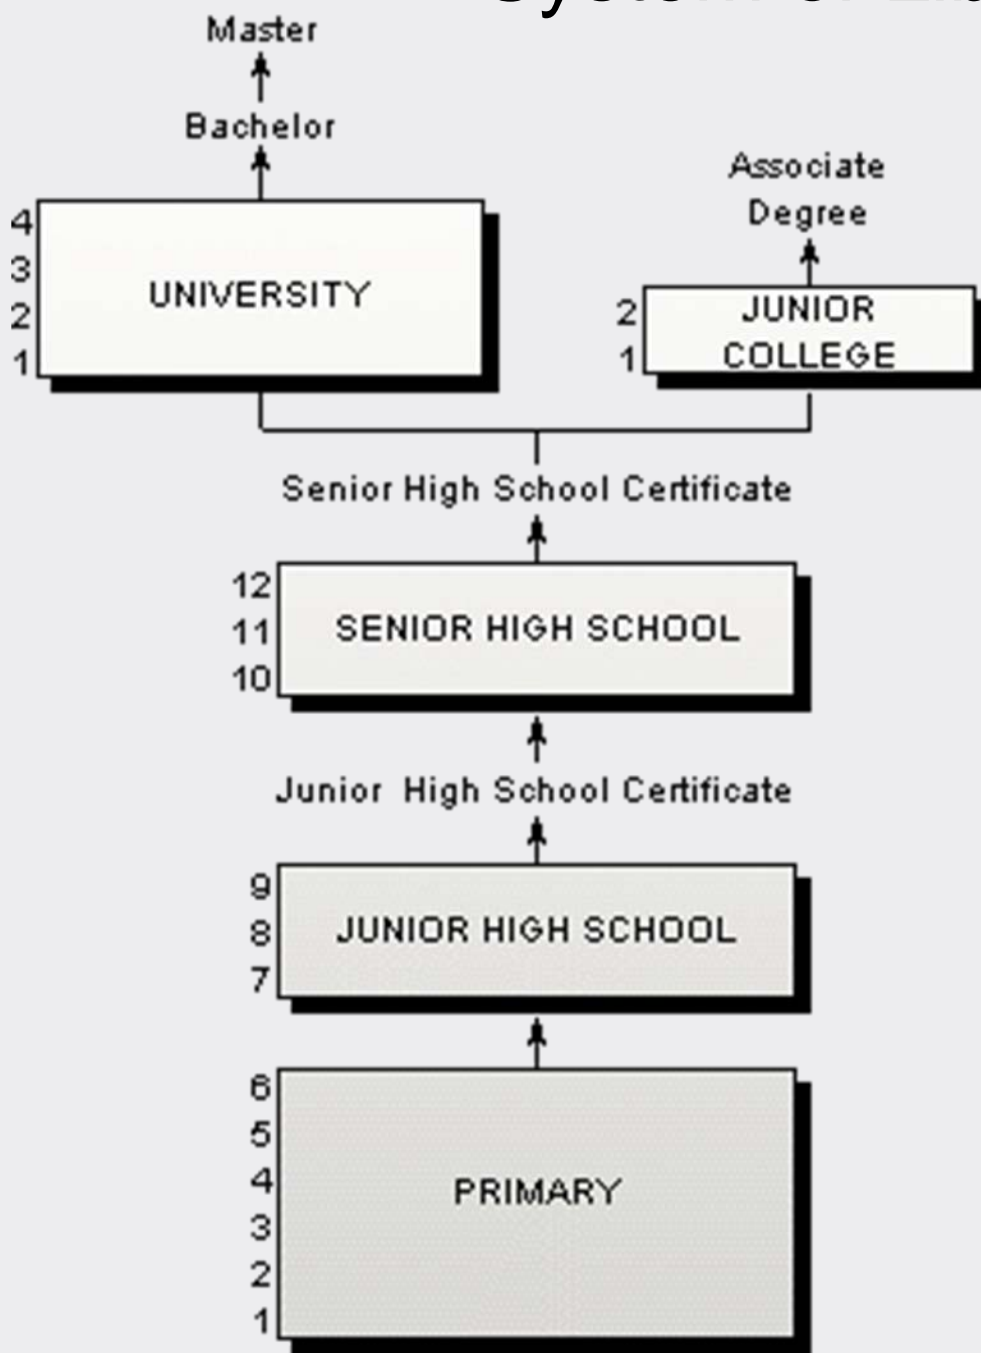 System of
Master
Bachelor
Associate
Degree
4
3
2
1
UNIVERSITY
2
1
JUNIOR
COLLEGE
Senior High School Certificate
12
11
10
SENIOR HIGH SCHOOL
Junior High School Certificate
9
8
7
JUNIOR HIGH SCHOOL
6
5
4
3
2
1
PRIMARY